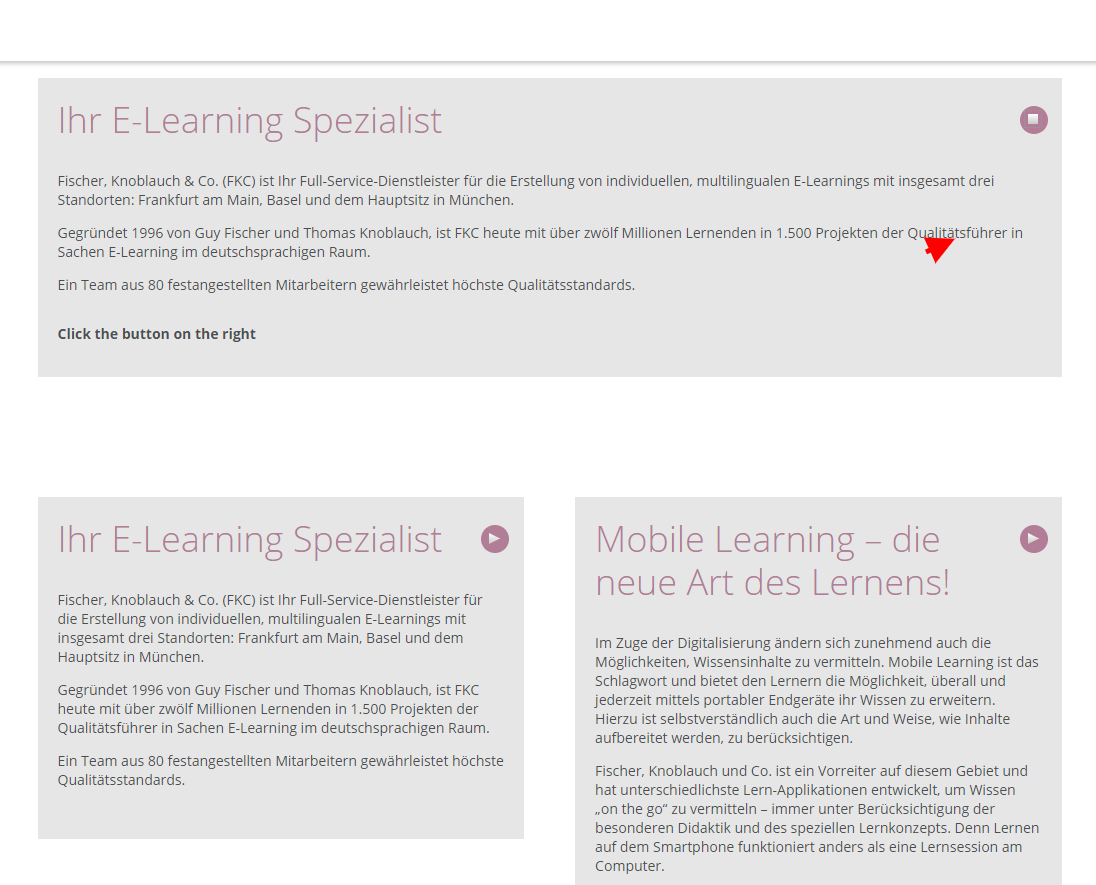 Ihr E-Learning Spezialist
Fischer, Knoblauch & Co. (FKC) ist Ihr Full-Service-Dienstleister für die Erstellung von individuellen, multilingualen E-Learnings mit insgesamt drei
Standorten: Frankfurt am Main, Basel und dem Hauptsitz in München.
Gegründet 1996 von Guy Fischer und Thomas Knoblauch, ist FKC heute mit über zwölf Millionen Lernenden in 1.500 Projekten der Qualitätsführer in
Sachen E-Learning im deutschsprachigen Raum.
Ein Team aus 80 festangestellten Mitarbeitern gewährleistet höchste Qualitätsstandards.
Click the button on the right
Ihr E-Learning Spezialist
Fischer, Knoblauch & Co. (FKC) ist Ihr Full-Service-Dienstleister für
die Erstellung von individuellen, multilingualen E-Learnings mit
insgesamt drei Standorten: Frankfurt am Main, Basel und dem
Hauptsitz in München.
Gegründet 1996 von Guy Fischer und Thomas Knoblauch, ist FKC
heute mit über zwölf Millionen Lernenden in 1.500 Projekten der
Qualitätsführer in Sachen E-Learning im deutschsprachigen Raum.
Ein Team aus 80 festangestellten Mitarbeitern gewährleistet höchste
Qualitätsstandards.
Mobile Learning – die
neue Art des Lernens!
Im Zuge der Digitalisierung ändern sich zunehmend auch die
Möglichkeiten, Wissensinhalte zu vermitteln. Mobile Learning ist das
Schlagwort und bietet den Lernern die Möglichkeit, überall und
jederzeit mittels portabler Endgeräte ihr Wissen zu erweitern.
Hierzu ist selbstverständlich auch die Art und Weise, wie Inhalte
aufbereitet werden, zu berücksichtigen.
Fischer, Knoblauch und Co. ist ein Vorreiter auf diesem Gebiet und
hat unterschiedlichste Lern-Applikationen entwickelt, um Wissen
„on the go“ zu vermitteln – immer unter Berücksichtigung der
besonderen Didaktik und des speziellen Lernkonzepts. Denn Lernen
auf dem Smartphone funktioniert anders als eine Lernsession am
Computer.